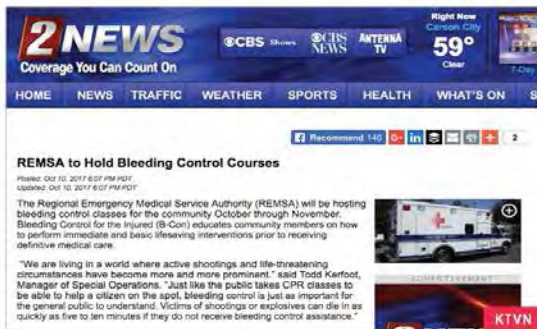 2NEWS
Coverage You Can Count On
CBS Shows
CBS NEWS
ANTENNA TV
Right Now
Carson City
59°
Clear
7-Day
HOME NEWS TRAFFIC WEATHER SPORTS HEALTH WHAT'S ON S
Recommend 140 G+ in 2
REMSA to Hold Bleeding Control Courses
Posted: Oct 10, 2017 6:07 PM PDT
Updated: Oct 10, 2017 6:07 PM PDT
The Regional Emergency Medical Service Authority (REMSA) will be hosting
bleeding control classes for the community October through November.
Bleeding Control for the Injured (B-Con) educates community members on how
to perform immediate and basic lifesaving interventions prior to receiving
definitive medical care.
"We are living in a world where active shootings and life-threatening
circumstances have become more and more prominent." said Todd Kerfoot,
Manager of Special Operations. "Just like the public takes CPR classes to
be able to help a citizen on the spot, bleeding control is just as important for
the general public to understand. Victims of shootings or explosives can die in as
quickly as five to ten minutes if they do not receive bleeding control assistance."
ADVERTISEMENT
KTVN